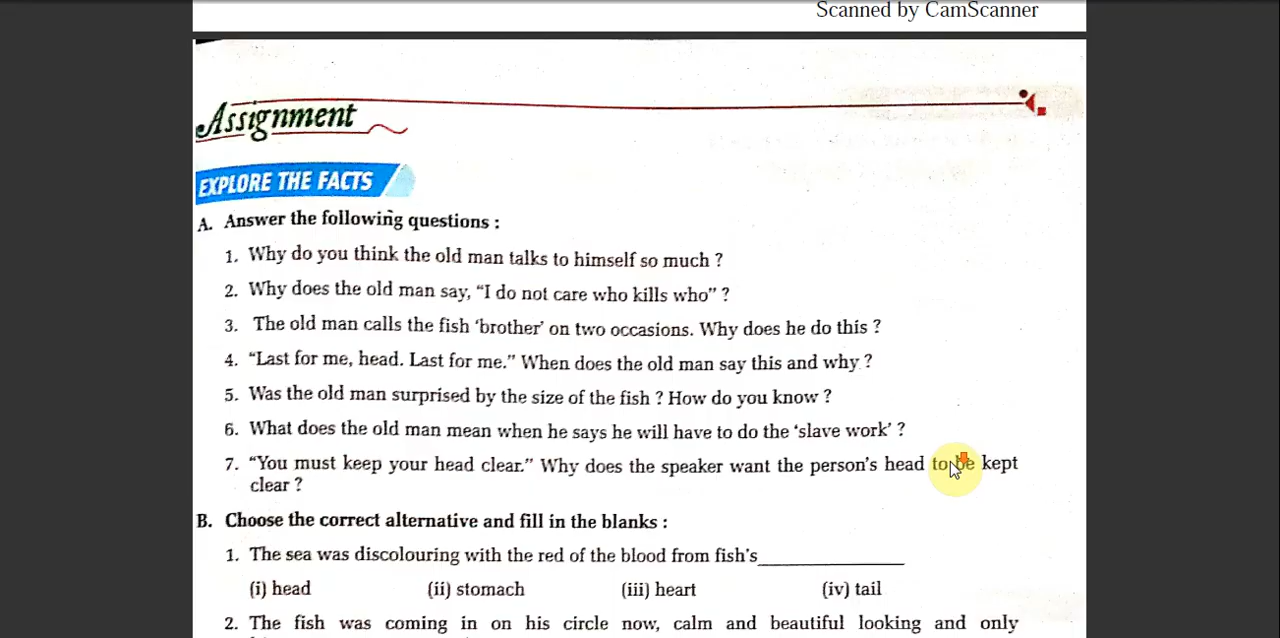 Scanned by CamScanner
Assignment
EXPLORE THE FACTS
A. Answer the following questions :
1. Why do you think the old man talks to himself so much ?
2. Why does the old man say, “I do not care who kills who” ?
3. The old man calls the fish ‘brother’ on two occasions. Why does he do this ?
4. “Last for me, head. Last for me.” When does the old man say this and why ?
5. Was the old man surprised by the size of the fish ? How do you know ?
6. What does the old man mean when he says he will have to do the ‘slave work’ ?
7. “You must keep your head clear.” Why does the speaker want the person’s head to be kept
clear ?
B. Choose the correct alternative and fill in the blanks :
1. The sea was discolouring with the red of the blood from fish’s
(i) head (ii) stomach (iii) heart (iv) tail
2. The fish was coming in on his circle now, calm and beautiful looking and only